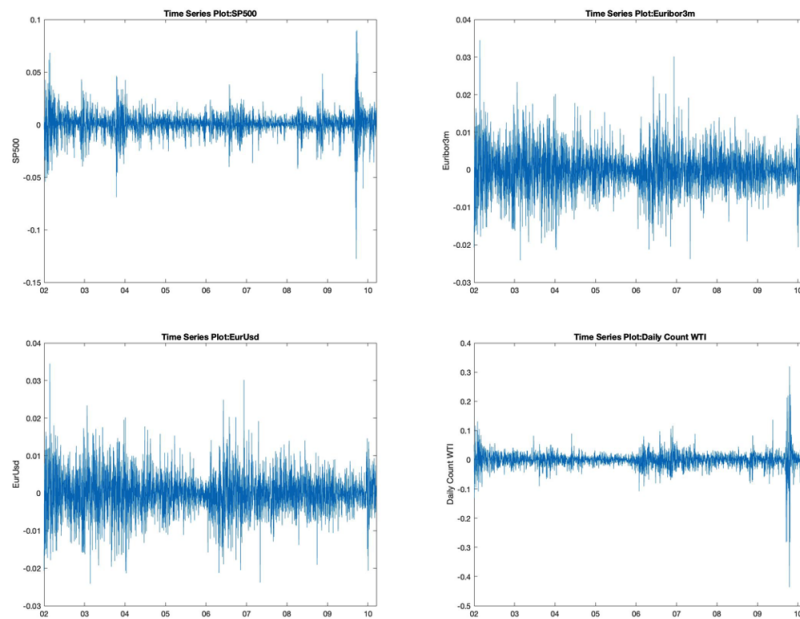 Time Series Plot:SP500
SP500
0.1
0.05
0
-0.05
-0.1
-0.15
02 03 04 05 06 07 08 09 10
Time Series Plot:Euribor3m
Euribor3m
0.04
0.03
0.02
0.01
0
-0.01
-0.02
-0.03
02 03 04 05 06 07 08 09 10
Time Series Plot:EurUsd
EurUsd
0.04
0.03
0.02
0.01
0
-0.01
-0.02
-0.03
02 03 04 05 06 07 08 09 10
Time Series Plot:Daily Count WTI
Daily Count WTI
0.4
0.3
0.2
0.1
0
-0.1
-0.2
-0.3
-0.4
-0.5
02 03 04 05 06 07 08 09 10